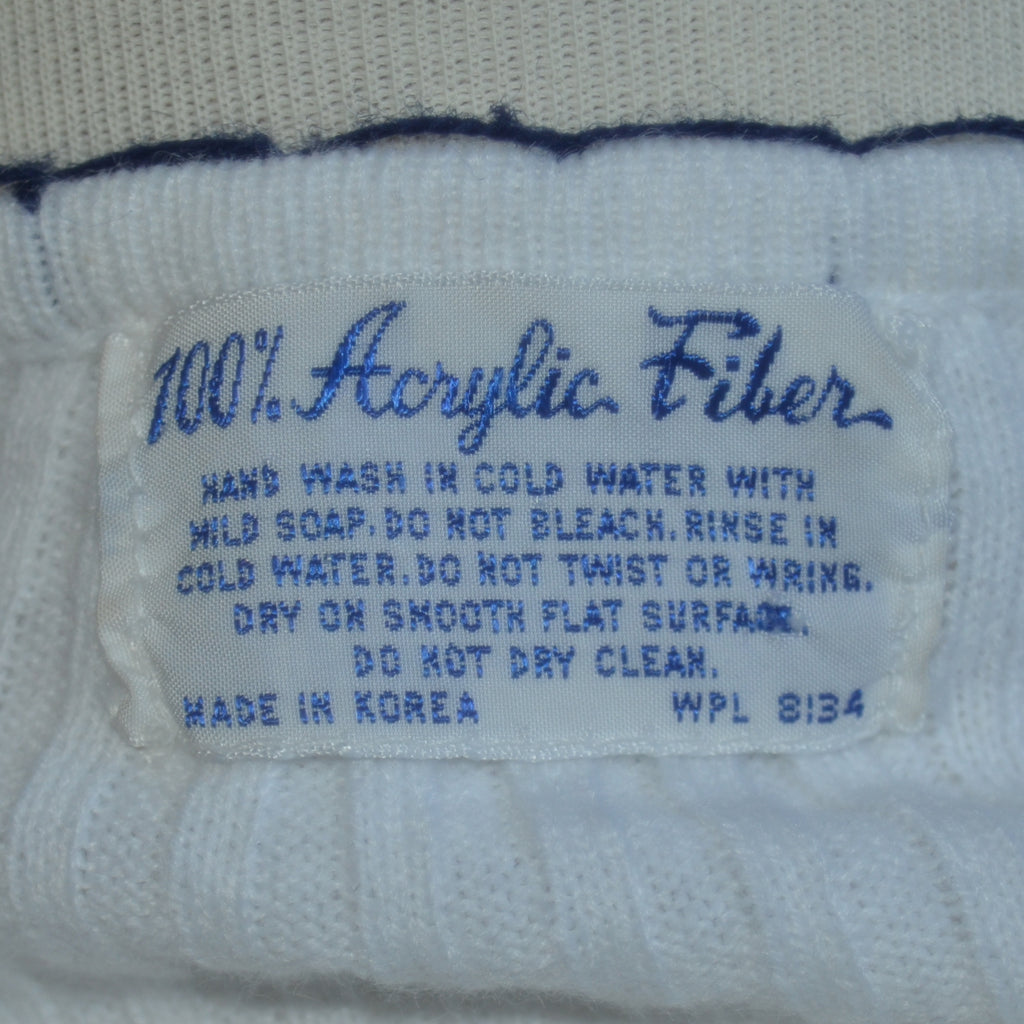 100% Acrylic Fiber
HAND WASH IN COLD WATER WITH
MILD SOAP. DO NOT BLEACH. RINSE IN
COLD WATER. DO NOT TWIST OR WRING.
DRY ON SMOOTH FLAT SURFACE.
DO NOT DRY CLEAN.
MADE IN KOREA WPL 8134